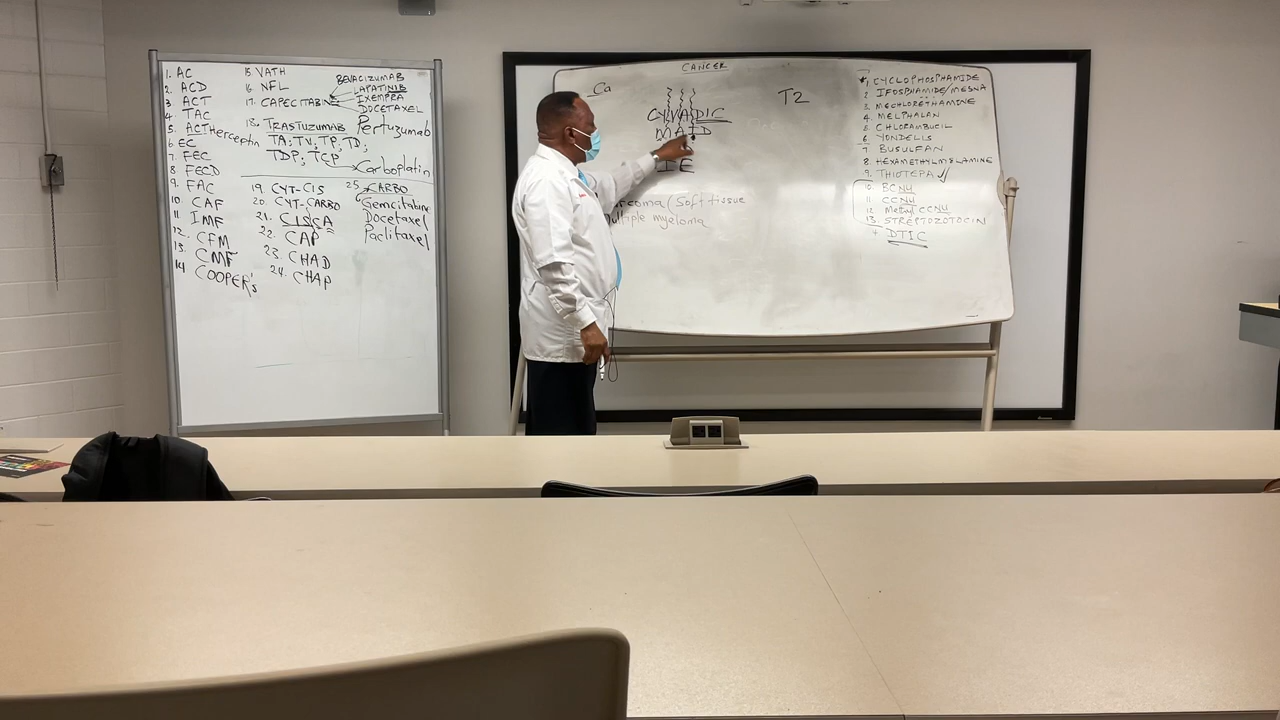 1. AC
2. ACD
3 ACT
4. TAC
5. ACTHerceptin
6 EC
7. FEC
8 FECD
9. FAC
10 CAF
11 IMF
12. CFM
13. CMF
14 COOPER's
15. VATH
16. NFL
17. CAPECITABINE
BEVACIZUMAB
LAPATINIB
IXEMPRA
DOCETAXEL
18. TRASTUZUMAB Pertuzumab
TA, TV, TP, TD,
TDP, TCP Carboplatin
19. CYT-CIS
20. CYT-CARBO
21. CISCA
22. CAP
23. CHAD
24. CHAP
25 CARBO
Gemcitabine
Docetaxel
Paclitaxel
CANCER
Ca
CYVADIC
MAID
IE
Soft tissue
multiple myeloma
T2
1 CYCLOPHOSPHAMIDE
2 IFOSPHAMIDE/MESNA
3 MECHLORETHAMINE
4 MELPHALAN
5 CHLORAMBUCIL
6 YONDELIS
7 BUSULFAN
8 HEXAMETHYLMELAMINE
9. THIOTEPA ✓
10 BCNU
11 CCNU
12 Methyl CCNU
13 STREPTOZOTOCIN
DTIC